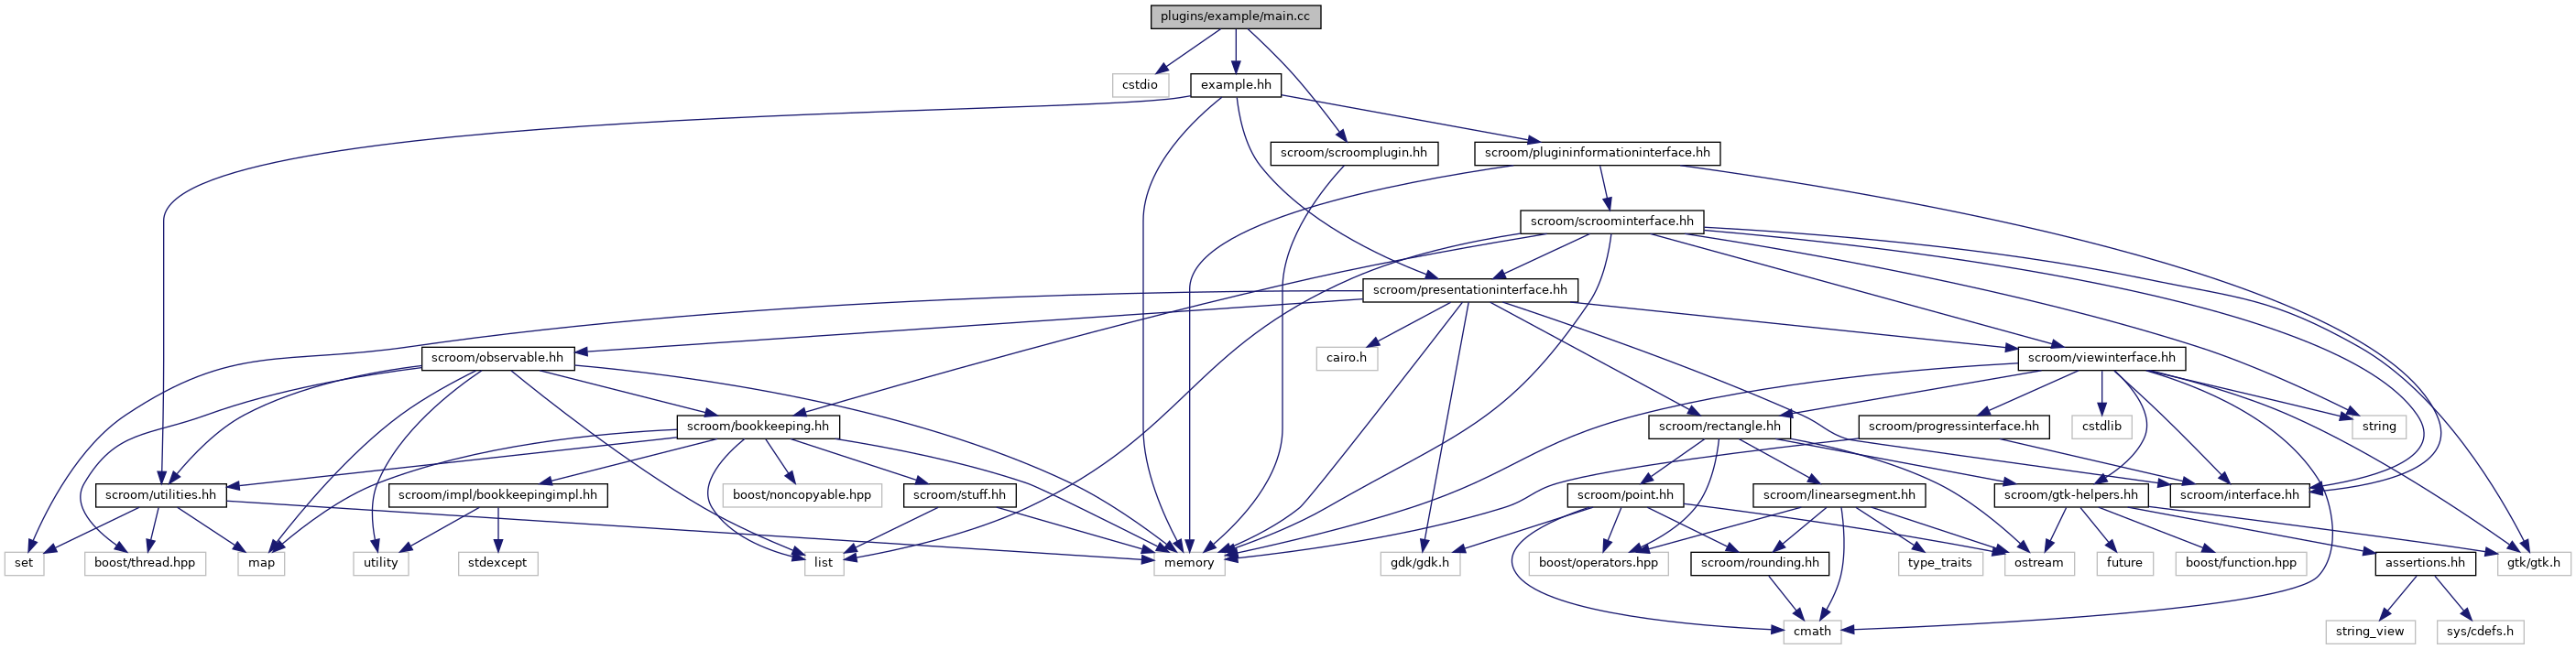 plugins/example/main.cc
cstdio
example.hh
scroom/scroomplugin.hh
scroom/plugininformationinterface.hh
scroom/scroominterface.hh
scroom/presentationinterface.hh
scroom/observable.hh
cairo.h
scroom/viewinterface.hh
scroom/bookkeeping.hh
scroom/rectangle.hh
scroom/progressinterface.hh
cstdlib
string
scroom/utilities.hh
scroom/impl/bookkeepingimpl.hh
boost/noncopyable.hpp
scroom/stuff.hh
scroom/point.hh
scroom/linearsegment.hh
scroom/gtk-helpers.hh
scroom/interface.hh
set
boost/thread.hpp
map
utility
stdexcept
list
memory
gdk/gdk.h
boost/operators.hpp
scroom/rounding.hh
type_traits
ostream
future
boost/function.hpp
assertions.hh
gtk/gtk.h
cmath
string_view
sys/cdefs.h